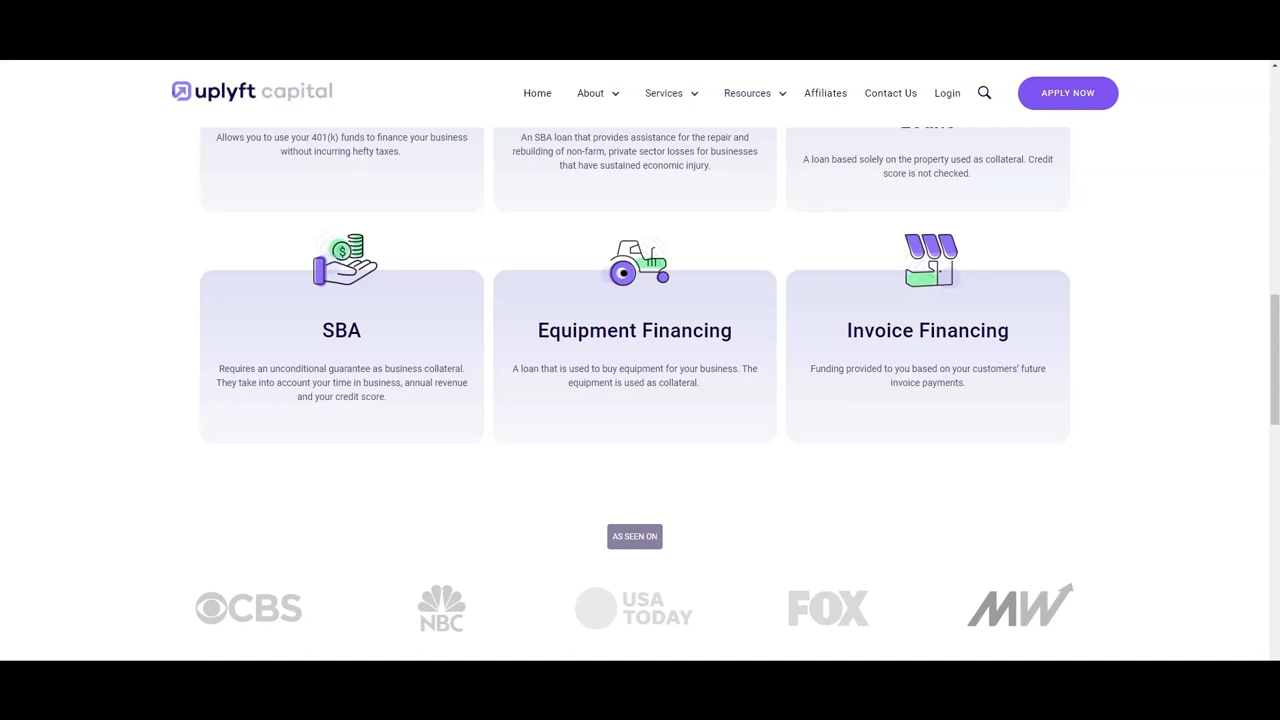 uplyft capital
Home About Services Resources Affiliates Contact Us Login APPLY NOW
Allows you to use your 401(k) funds to finance your business
without incurring hefty taxes.
An SBA loan that provides assistance for the repair and
rebuilding of non-farm, private sector losses for businesses
that have sustained economic injury.
A loan based solely on the property used as collateral. Credit
score is not checked.
SBA
Requires an unconditional guarantee as business collateral.
They take into account your time in business, annual revenue
and your credit score.
Equipment Financing
A loan that is used to buy equipment for your business. The
equipment is used as collateral.
Invoice Financing
Funding provided to you based on your customers' future
invoice payments.
AS SEEN ON
CBS
NBC
USA
TODAY
FOX
MW